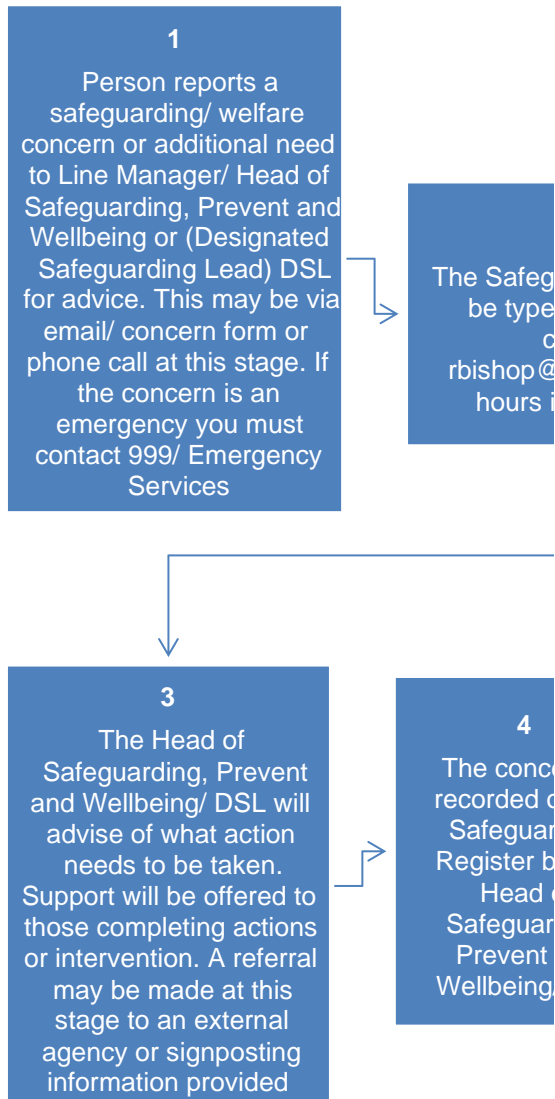 1
Person reports a
safeguarding/ welfare
concern or additional need
to Line Manager/ Head of
Safeguarding, Prevent and
Wellbeing or (Designated
Safeguarding Lead) DSL
for advice. This may be via
email/ concern form or
phone call at this stage. If
the concern is an
emergency you must
contact 999/ Emergency
Services
The
be
rbishop@
hours
3
The Head of
Safeguarding, Prevent
and Wellbeing/ DSL will
advise of what action
needs to be taken.
Support will be offered to
those completing actions
or intervention. A referral
may be made at this
stage to an external
agency or signposting
information provided
4
The
recorded
Register
Head
Prevent
Wellbeing/